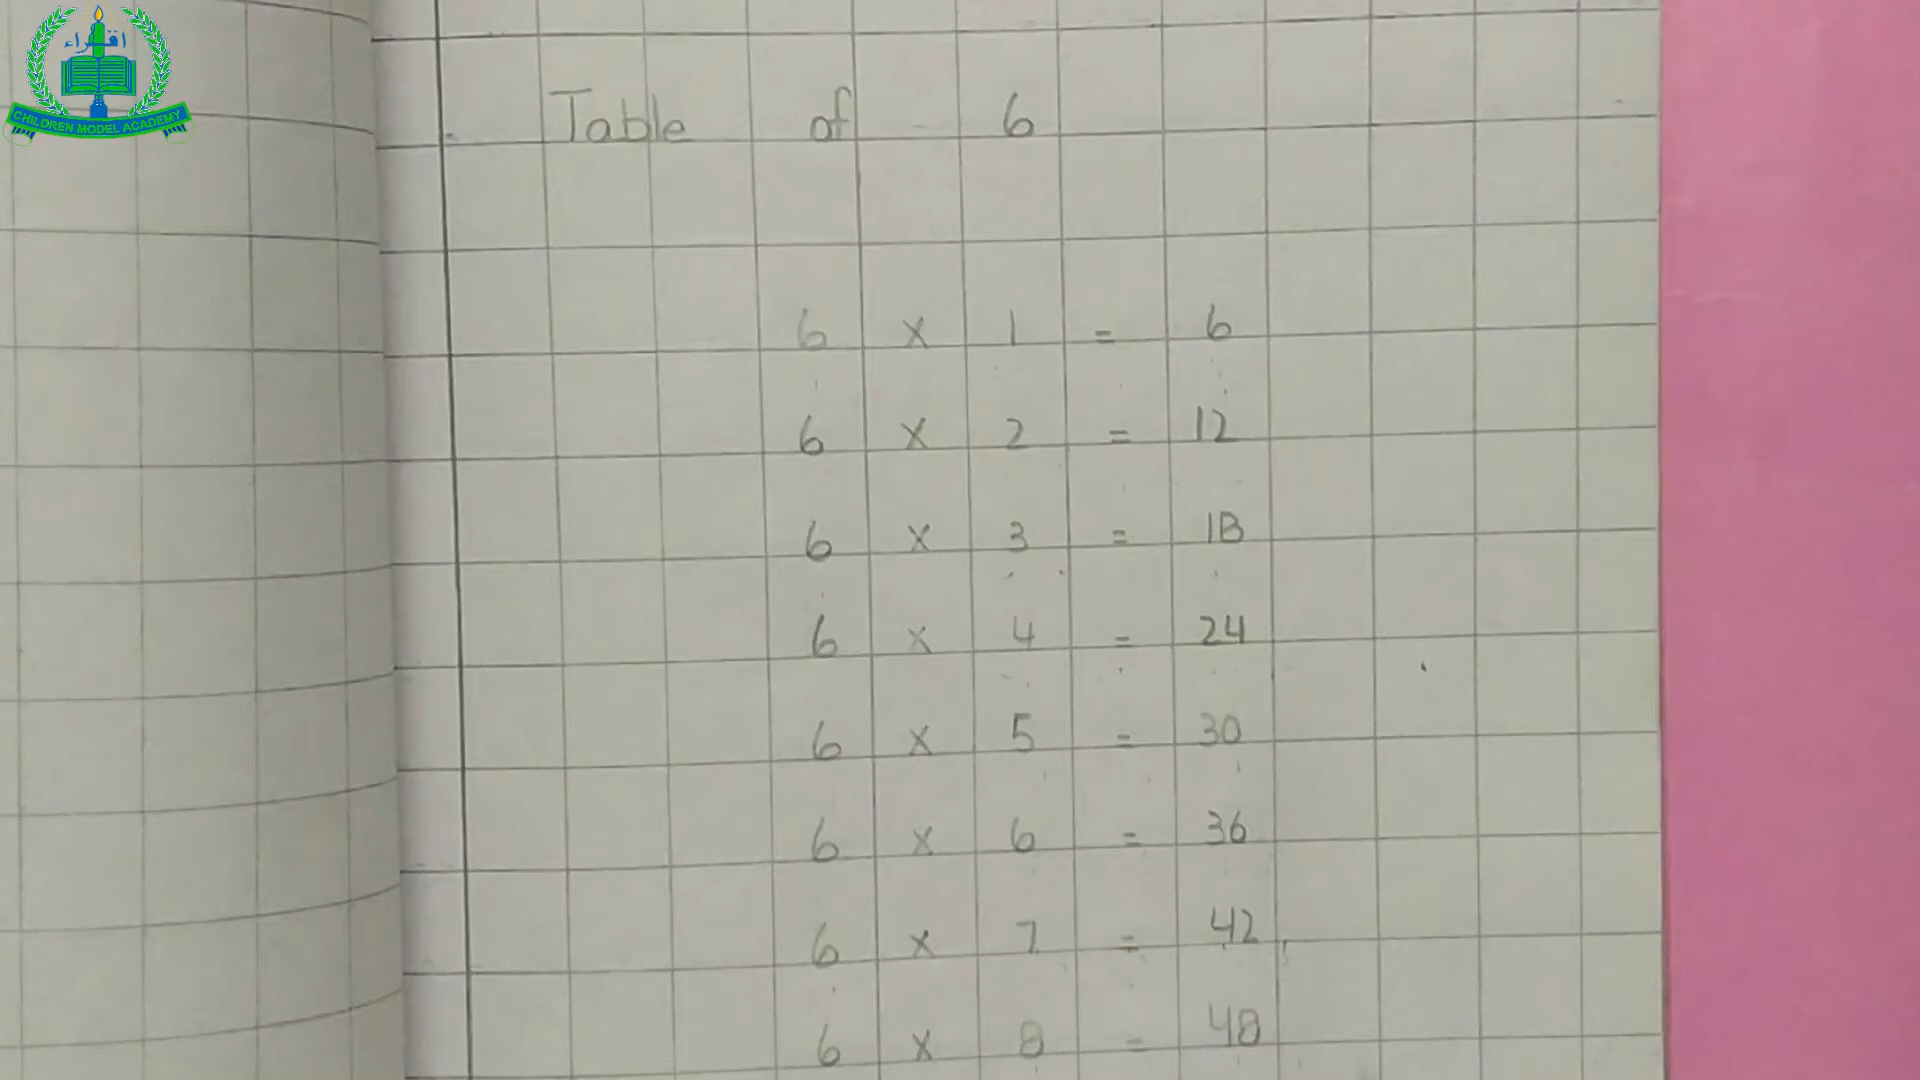 اقراء
CHILDREN MODEL ACADEMY
Table of 6
6 x 1 = 6
6 x 2 = 12
6 x 3 = 18
6 x 4 = 24
6 x 5 = 30
6 x 6 = 36
6 x 7 = 42
6 x 8 = 48